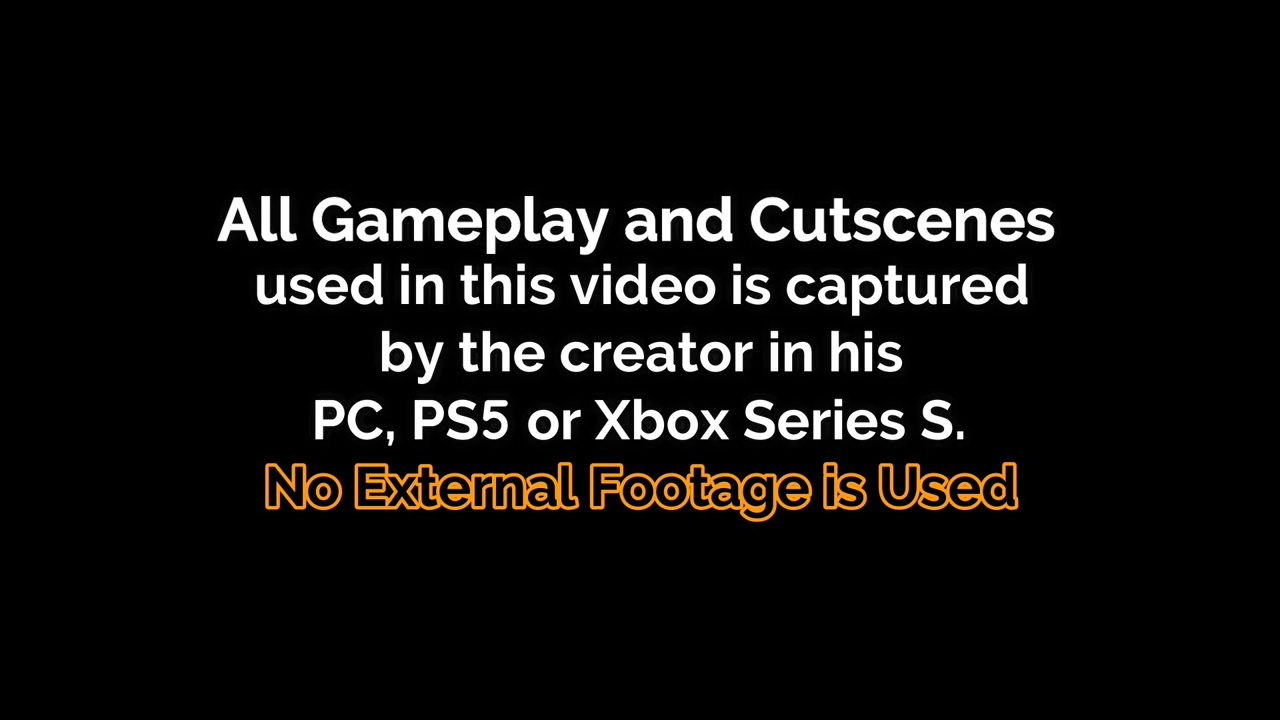 All Gameplay and Cutscenes
used in this video is captured
by the creator in his
PC, PS5 or Xbox Series S.
No External Footage is Used